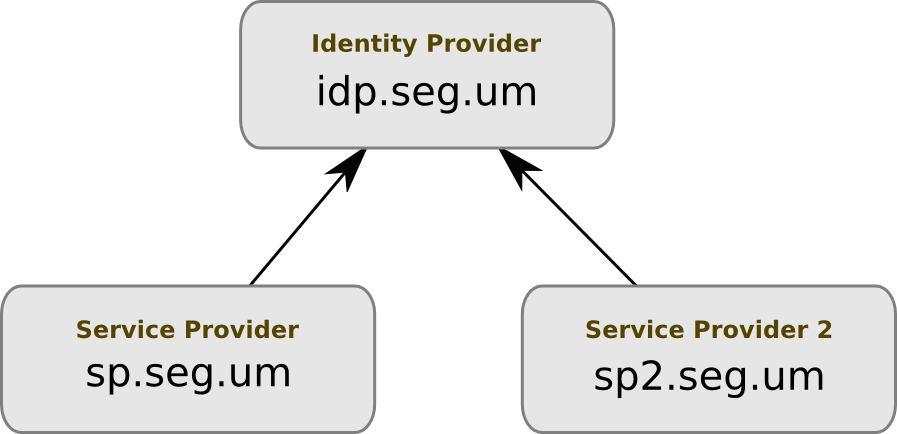 Identity Provider
idp.seg.um
Service Provider
sp.seg.um
Service Provider 2
sp2.seg.um